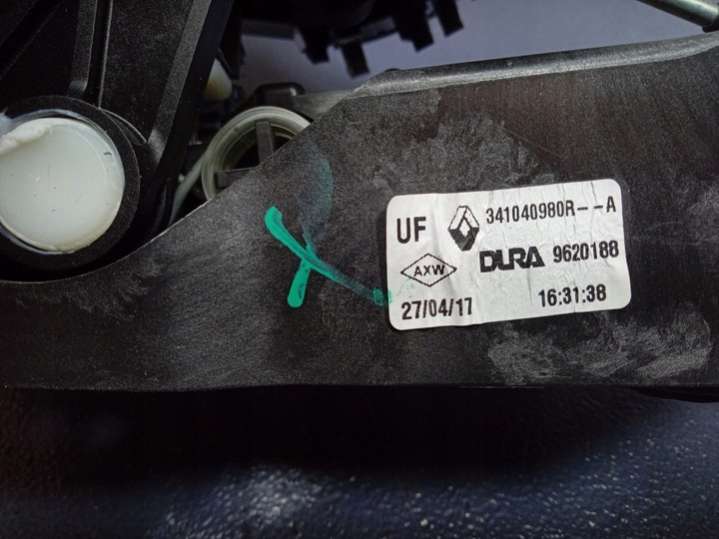 UF 341040980R--A
DURA 9620188
AXW
27/04/17 16:31:38